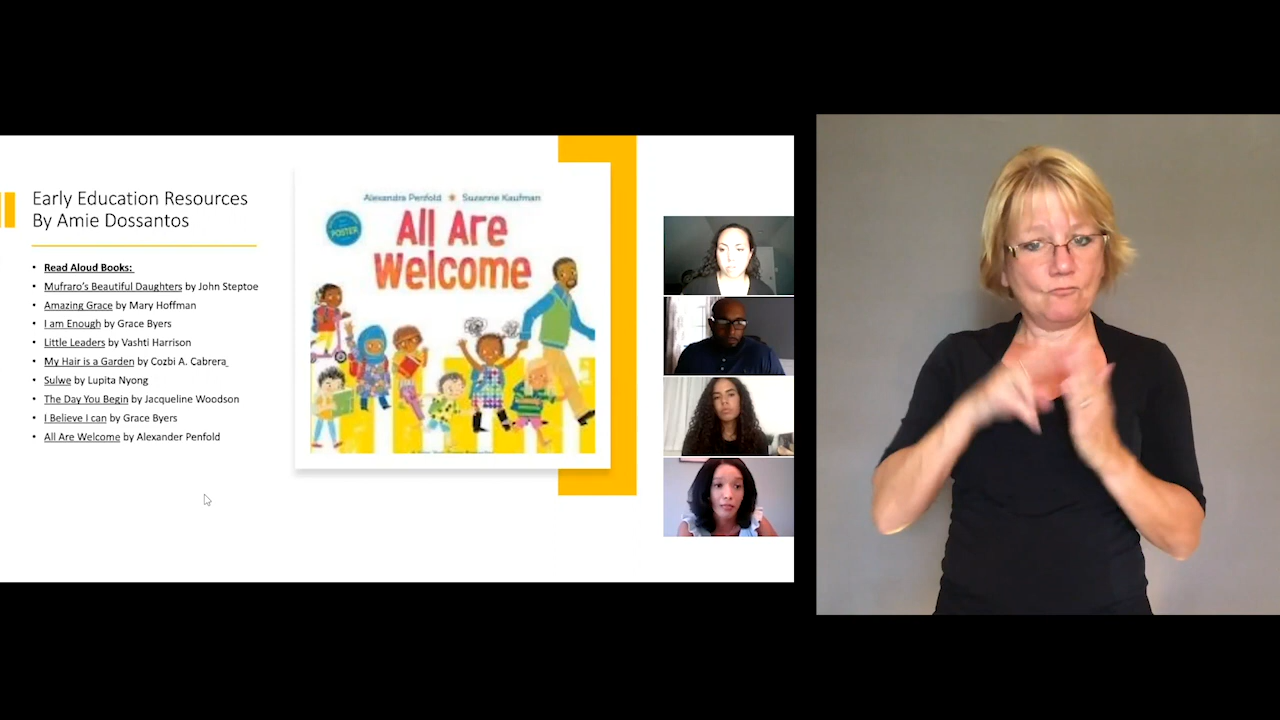 Early Education Resources
By Amie Dossantos
Read Aloud Books:
Mufraro's Beautiful Daughters by John Steptoe
Amazing Grace by Mary Hoffman
I am Enough by Grace Byers
Little Leaders by Vashti Harrison
My Hair is a Garden by Cozbi A. Cabrera
Sulwe by Lupita Nyong
The Day You Begin by Jacqueline Woodson
I Believe I can by Grace Byers
All Are Welcome by Alexander Penfold
Alexandra Penfold Suzanne Kaufman
POSTER
All Are
Welcome